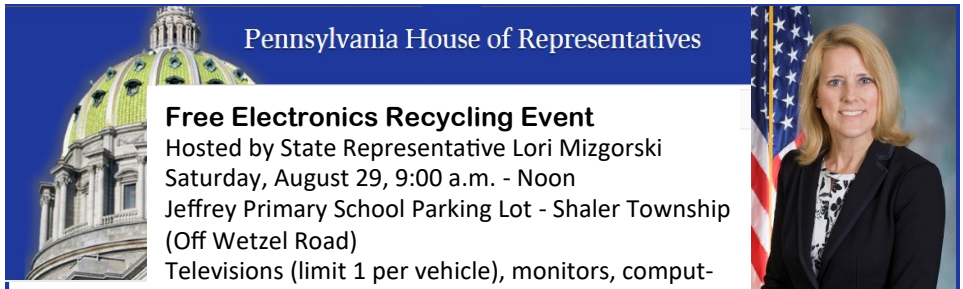 Pennsylvania House of Representatives
Free Electronics Recycling Event
Hosted by State Representative Lori Mizgorski
Saturday, August 29, 9:00 a.m. - Noon
Jeffrey Primary School Parking Lot - Shaler Township
(Off Wetzel Road)
Televisions (limit 1 per vehicle), monitors, comput-